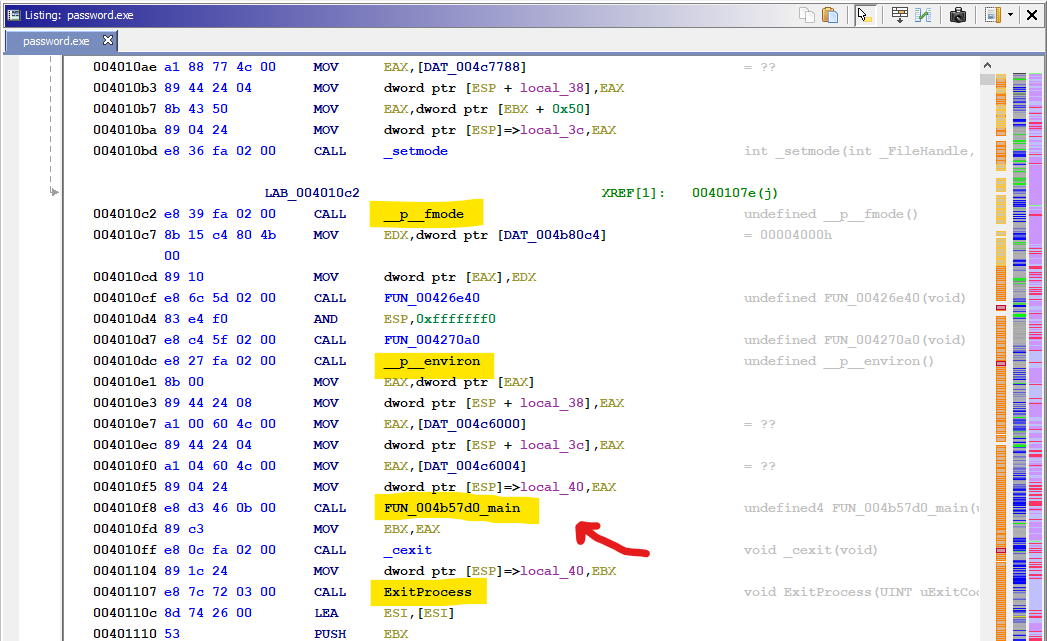 Listing: password.exe
password.exe
004010ae a1 88 77 4c 00 MOV EAX,[DAT_004c7788] = ??
004010b3 89 44 24 04 MOV dword ptr [ESP + local_38],EAX
004010b7 8b 43 50 MOV EAX,dword ptr [EBX + 0x50]
004010ba 89 04 24 MOV dword ptr [ESP]=>local_3c,EAX
004010bd e8 36 fa 02 00 CALL _setmode int _setmode(int _FileHandle,
LAB_004010c2 XREF[1]: 0040107e(j)
004010c2 e8 39 fa 02 00 CALL __p__fmode undefined __p__fmode()
004010c7 8b 15 c4 80 4b MOV EDX,dword ptr [DAT_004b80c4] = 00004000h
00
004010cd 89 10 MOV dword ptr [EAX],EDX
004010cf e8 6c 5d 02 00 CALL FUN_00426e40 undefined FUN_00426e40(void)
004010d4 83 e4 f0 AND ESP,0xfffffff0
004010d7 e8 c4 5f 02 00 CALL FUN_004270a0 undefined FUN_004270a0(void)
004010dc e8 27 fa 02 00 CALL __p__environ undefined __p__environ()
004010e1 8b 00 MOV EAX,dword ptr [EAX]
004010e3 89 44 24 08 MOV dword ptr [ESP + local_38],EAX
004010e7 a1 00 60 4c 00 MOV EAX,[DAT_004c6000] = ??
004010ec 89 44 24 04 MOV dword ptr [ESP + local_3c],EAX
004010f0 a1 04 60 4c 00 MOV EAX,[DAT_004c6004] = ??
004010f5 89 04 24 MOV dword ptr [ESP]=>local_40,EAX
004010f8 e8 d3 46 0b 00 CALL FUN_004b57d0_main undefined4 FUN_004b57d0_main(u
004010fd 89 c3 MOV EBX,EAX
004010ff e8 0c fa 02 00 CALL _cexit void _cexit(void)
00401104 89 1c 24 MOV dword ptr [ESP]=>local_40,EBX
00401107 e8 7c 72 03 00 CALL ExitProcess void ExitProcess(UINT uExitCo
0040110c 8d 74 26 00 LEA ESI,[ESI]
00401110 53 PUSH EBX